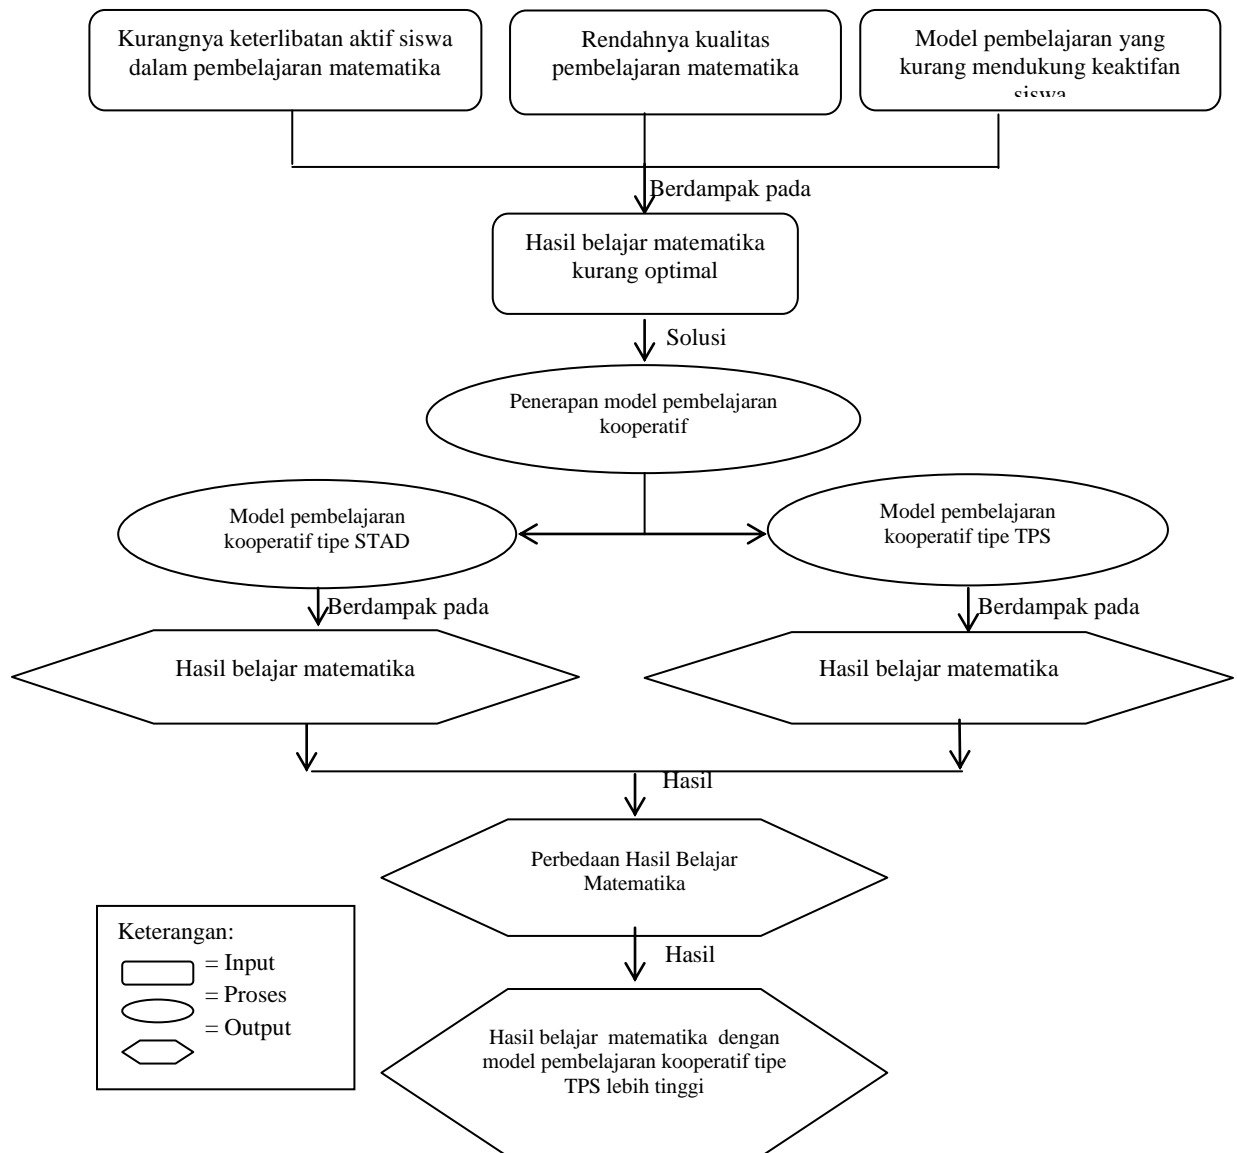 Kurangnya keterlibatan aktif siswa
dalam pembelajaran matematika
Rendahnya kualitas
pembelajaran matematika
Model pembelajaran yang
kurang mendukung keaktifan
siswa
Berdampak pada
Hasil belajar matematika
kurang optimal
Solusi
Penerapan model pembelajaran
kooperatif
Model pembelajaran
kooperatif tipe STAD
Model pembelajaran
kooperatif tipe TPS
Berdampak pada
Berdampak pada
Hasil belajar matematika
Hasil belajar matematika
Hasil
Perbedaan Hasil Belajar
Matematika
Hasil
Keterangan:
= Input
= Proses
= Output
Hasil belajar matematika dengan
model pembelajaran kooperatif tipe
TPS lebih tinggi